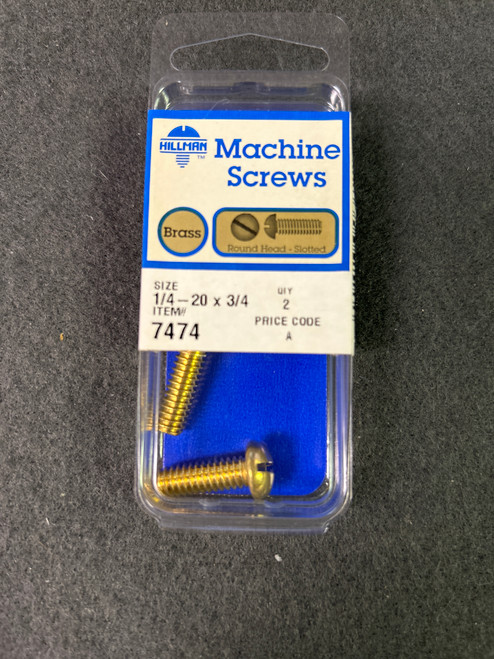 HILLMAN
TM
Machine
Screws
Brass
Round Head - Slotted
SIZE
1/4-20 x 3/4
ITEM#
7474
QTY
2
PRICE CODE
A